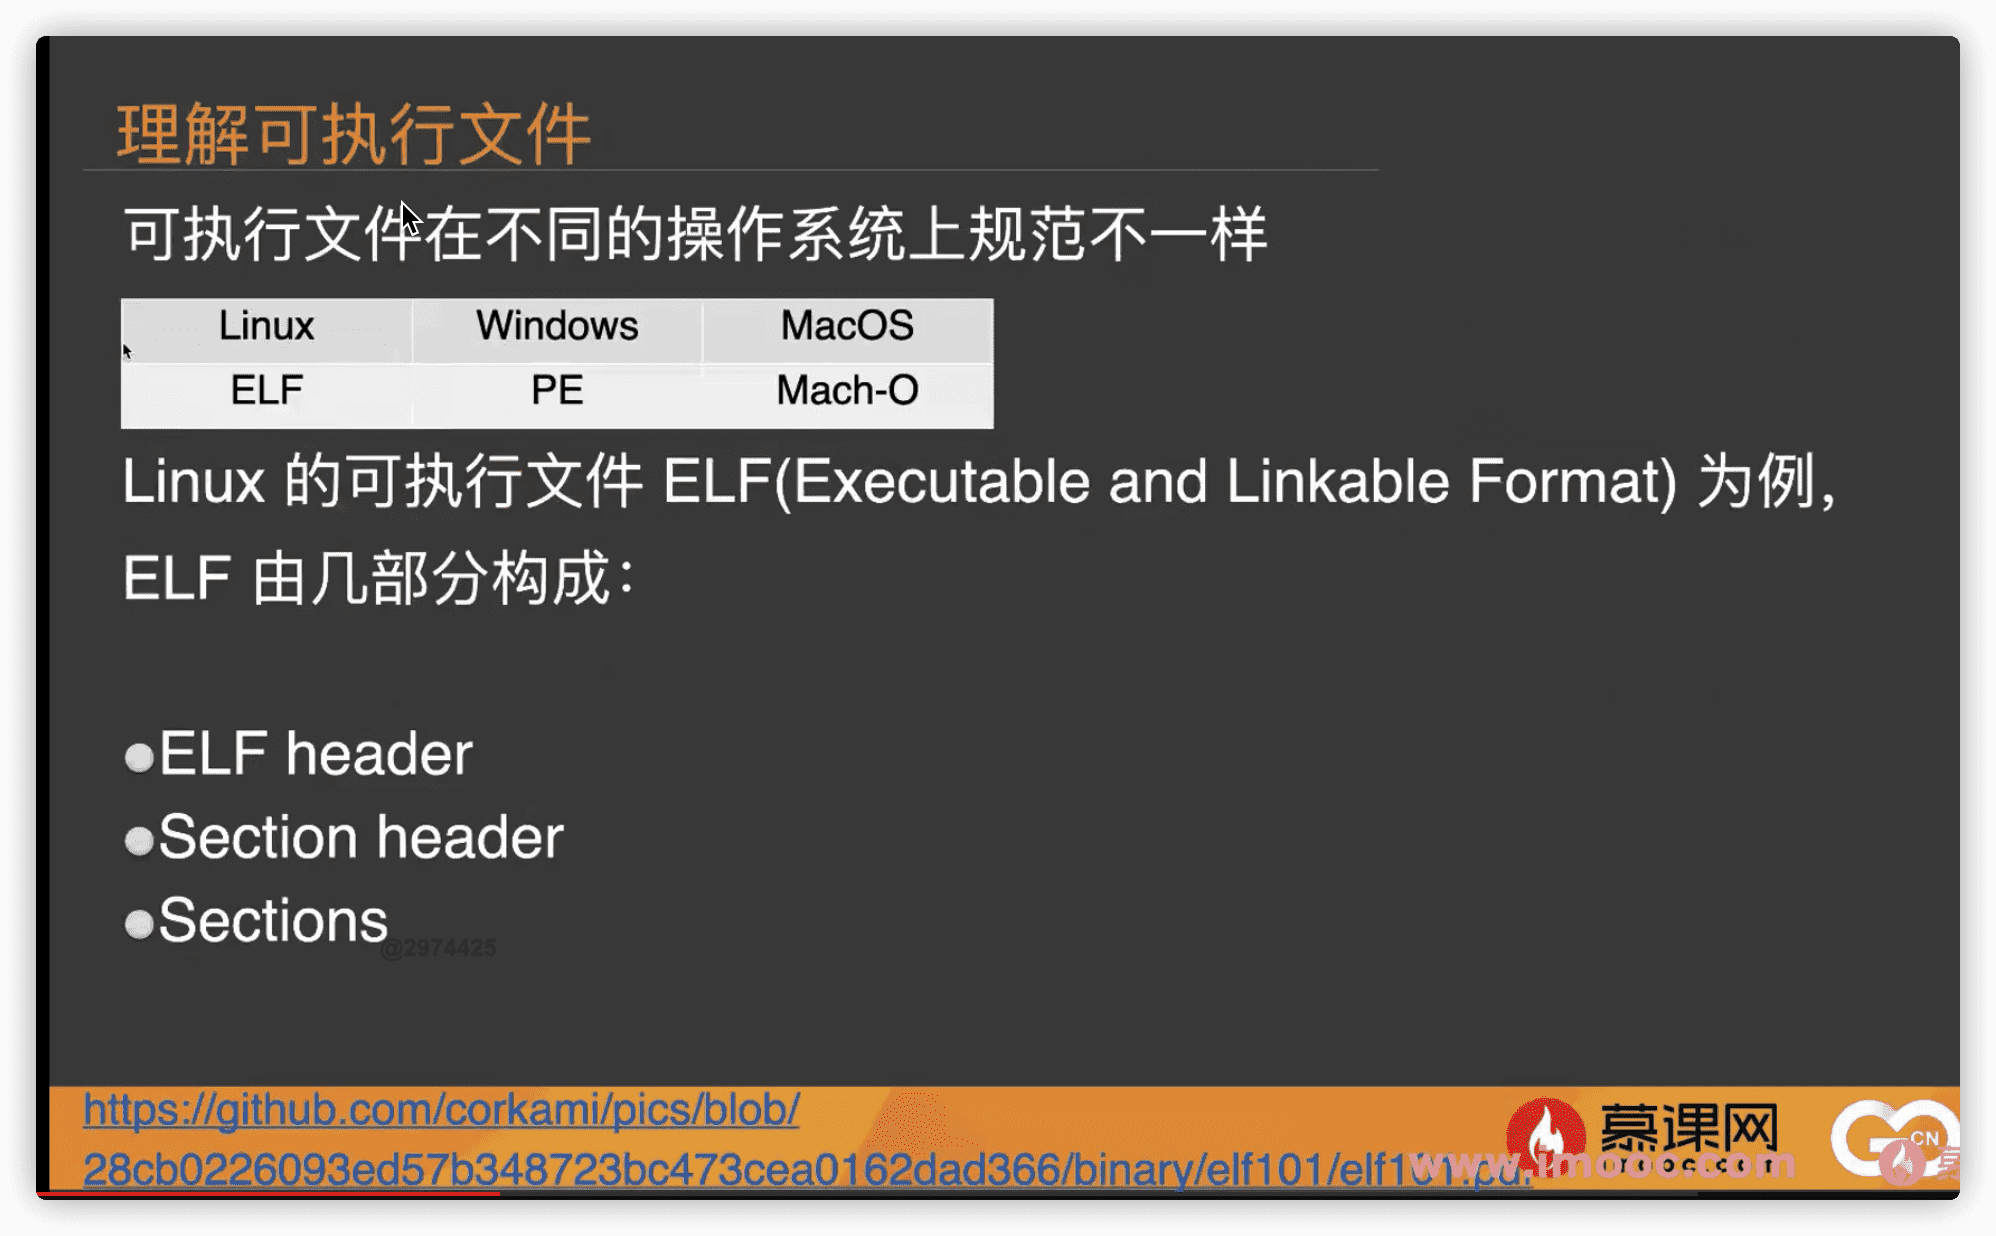 理解可执行文件
可执行文件在不同的操作系统上规范不一样
Linux Windows MacOS
ELF PE Mach-O
Linux 的可执行文件 ELF(Executable and Linkable Format) 为例,
ELF 由几部分构成：
●ELF header
●Section header
●Sections
@2974425
https://github.com/corkami/pics/blob/
28cb0226093ed57b348723bc473cea0162dad366/binary/elf101/elf101.pdf
慕课网
www.imooc.com
CN